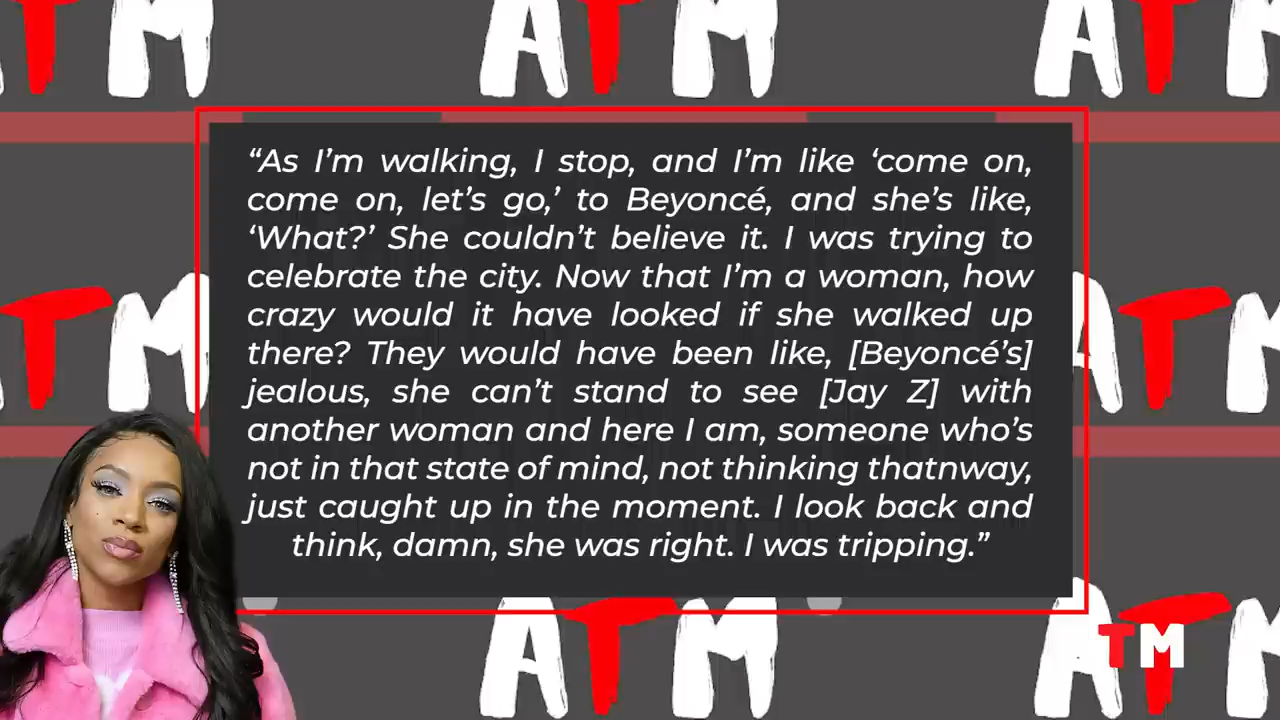 ATM ATM ATM
“As I’m walking, I stop, and I’m like ‘come on,
come on, let’s go,’ to Beyoncé, and she’s like,
‘What?’ She couldn’t believe it. I was trying to
celebrate the city. Now that I’m a woman, how
crazy would it have looked if she walked up
there? They would have been like, [Beyoncé’s]
jealous, she can’t stand to see [Jay Z] with
another woman and here I am, someone who’s
not in that state of mind, not thinking thatnway,
just caught up in the moment. I look back and
think, damn, she was right. I was tripping.”
TM ATM
ATM ATM
TM